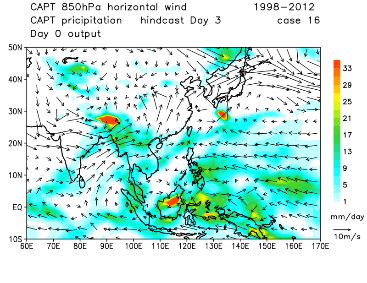 CAPT 850hPa horizontal wind 1998-2012
CAPT pricipitation hindcast Day 3 case 16
Day 0 output
50N
40N
30N
20N
10N
EQ
10S
60E 70E 80E 90E 100E 110E 120E 130E 140E 150E 160E 170E
33
29
25
21
17
13
9
5
1
mm/day
10m/s